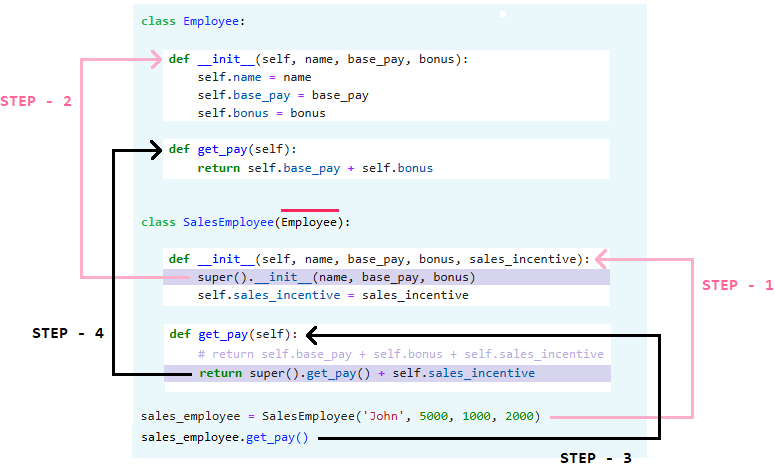 class Employee:
def __init__(self, name, base_pay, bonus):
self.name = name
STEP - 2
self.base_pay = base_pay
self.bonus = bonus
def get_pay(self):
return self.base_pay + self.bonus
class SalesEmployee(Employee):
def __init__(self, name, base_pay, bonus, sales_incentive):
super().__init__(name, base_pay, bonus)
STEP - 1
self.sales_incentive = sales_incentive
STEP - 4
def get_pay(self):
# return self.base_pay + self.bonus + self.sales_incentive
return super().get_pay() + self.sales_incentive
sales_employee = SalesEmployee('John', 5000, 1000, 2000)
sales_employee.get_pay()
STEP - 3